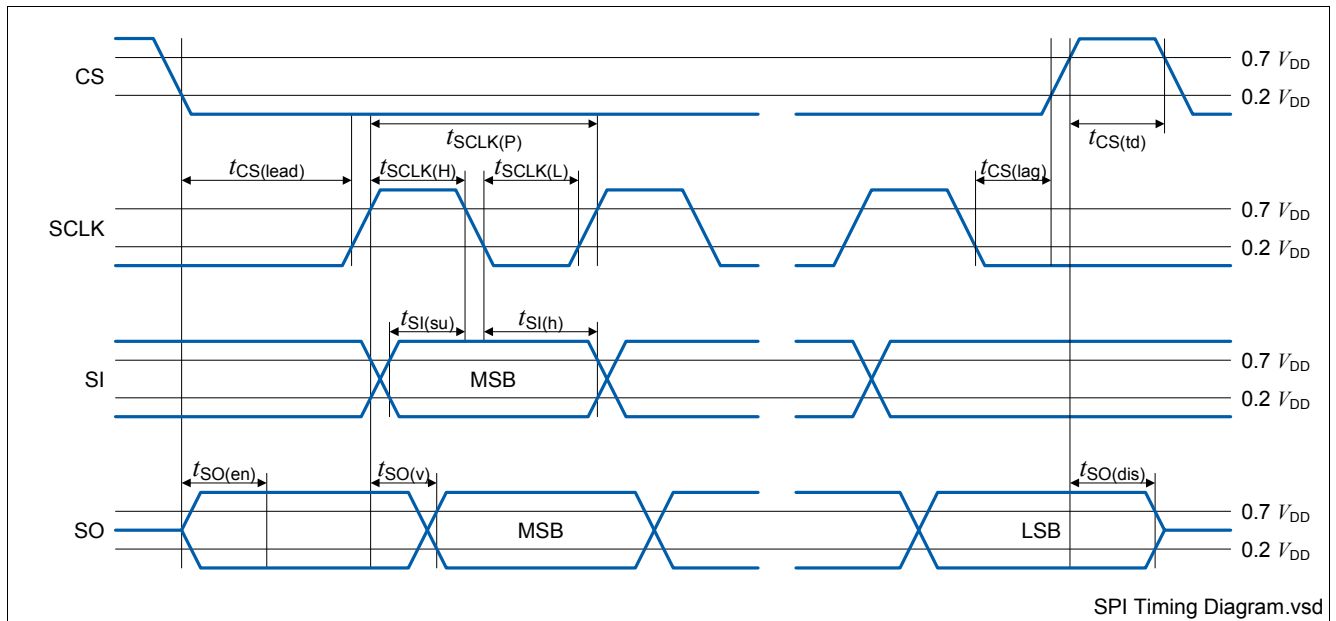 CS
0.7 VDD
0.2 VDD
tSCLK(P)
tCS(td)
tCS(lead)
tSCLK(H)
tSCLK(L)
tCS(lag)
SCLK
0.7 VDD
0.2 VDD
tSI(su)
tSI(h)
SI
MSB
0.7 VDD
0.2 VDD
tSO(en)
tSO(v)
tSO(dis)
SO
MSB
LSB
0.7 VDD
0.2 VDD
SPI Timing Diagram.vsd